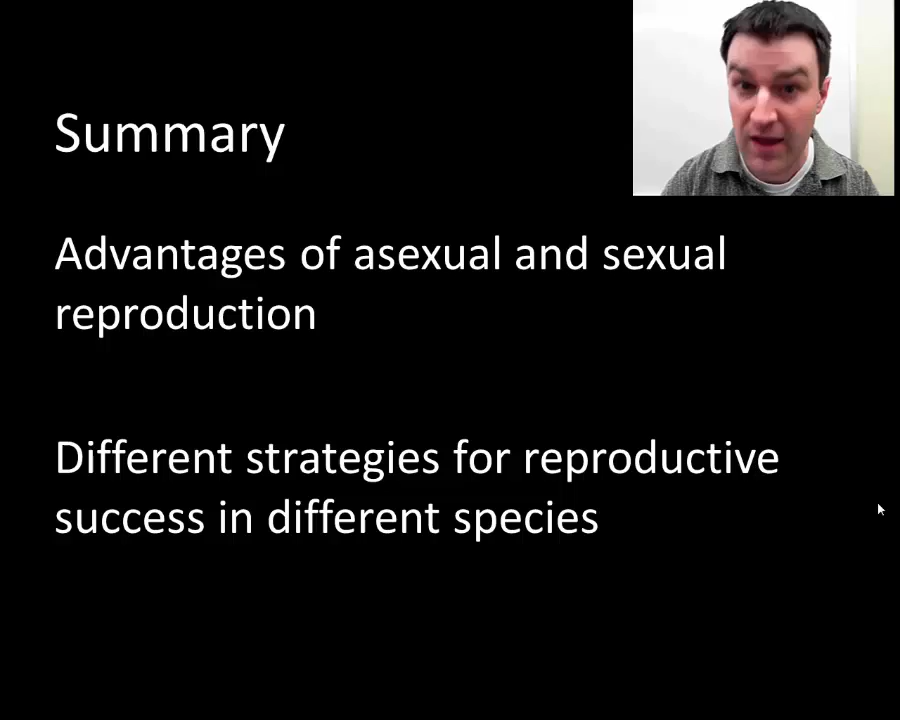 Summary
Advantages of asexual and sexual
reproduction
Different strategies for reproductive
success in different species